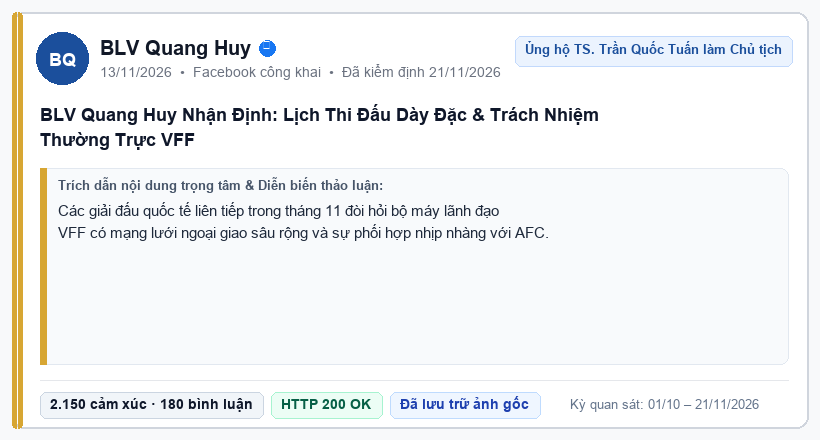 BQ
BLV Quang Huy
13/11/2026 • Facebook công khai • Đã kiểm định 21/11/2026
Ủng hộ TS. Trần Quốc Tuấn làm Chủ tịch
BLV Quang Huy Nhận Định: Lịch Thi Đấu Dày Đặc & Trách Nhiệm
Thường Trực VFF
Trích dẫn nội dung trọng tâm & Diễn biến thảo luận:
Các giải đấu quốc tế liên tiếp trong tháng 11 đòi hỏi bộ máy lãnh đạo
VFF có mạng lưới ngoại giao sâu rộng và sự phối hợp nhịp nhàng với AFC.
2.150 cảm xúc · 180 bình luận
HTTP 200 OK
Đã lưu trữ ảnh gốc
Kỳ quan sát: 01/10 – 21/11/2026